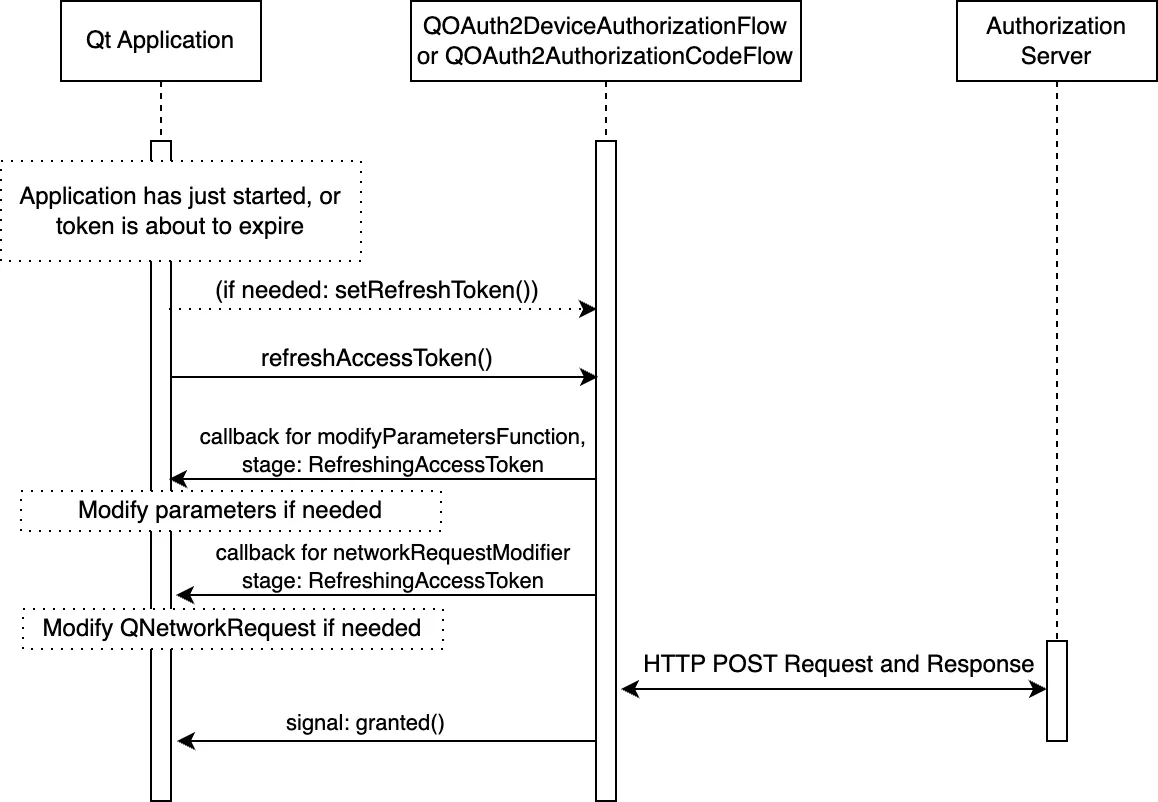 Qt Application
QOAuth2DeviceAuthorizationFlow
or QOAuth2AuthorizationCodeFlow
Authorization
Server
Application has just started, or
token is about to expire
(if needed: setRefreshToken())
refreshAccessToken()
callback for modifyParametersFunction,
stage: RefreshingAccessToken
Modify parameters if needed
callback for networkRequestModifier
stage: RefreshingAccessToken
Modify QNetworkRequest if needed
HTTP POST Request and Response
signal: granted()